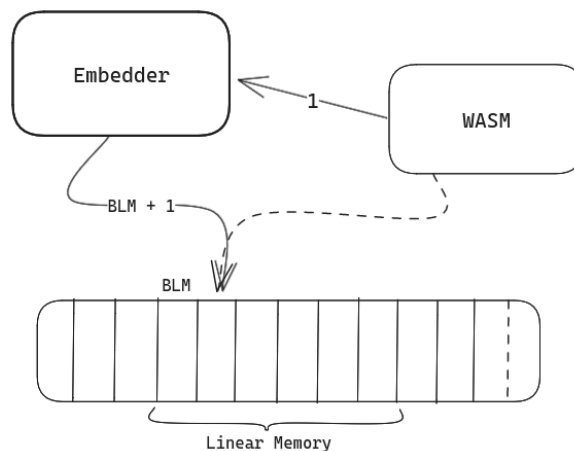 Embedder
1
WASM
BLM + 1
BLM
Linear Memory